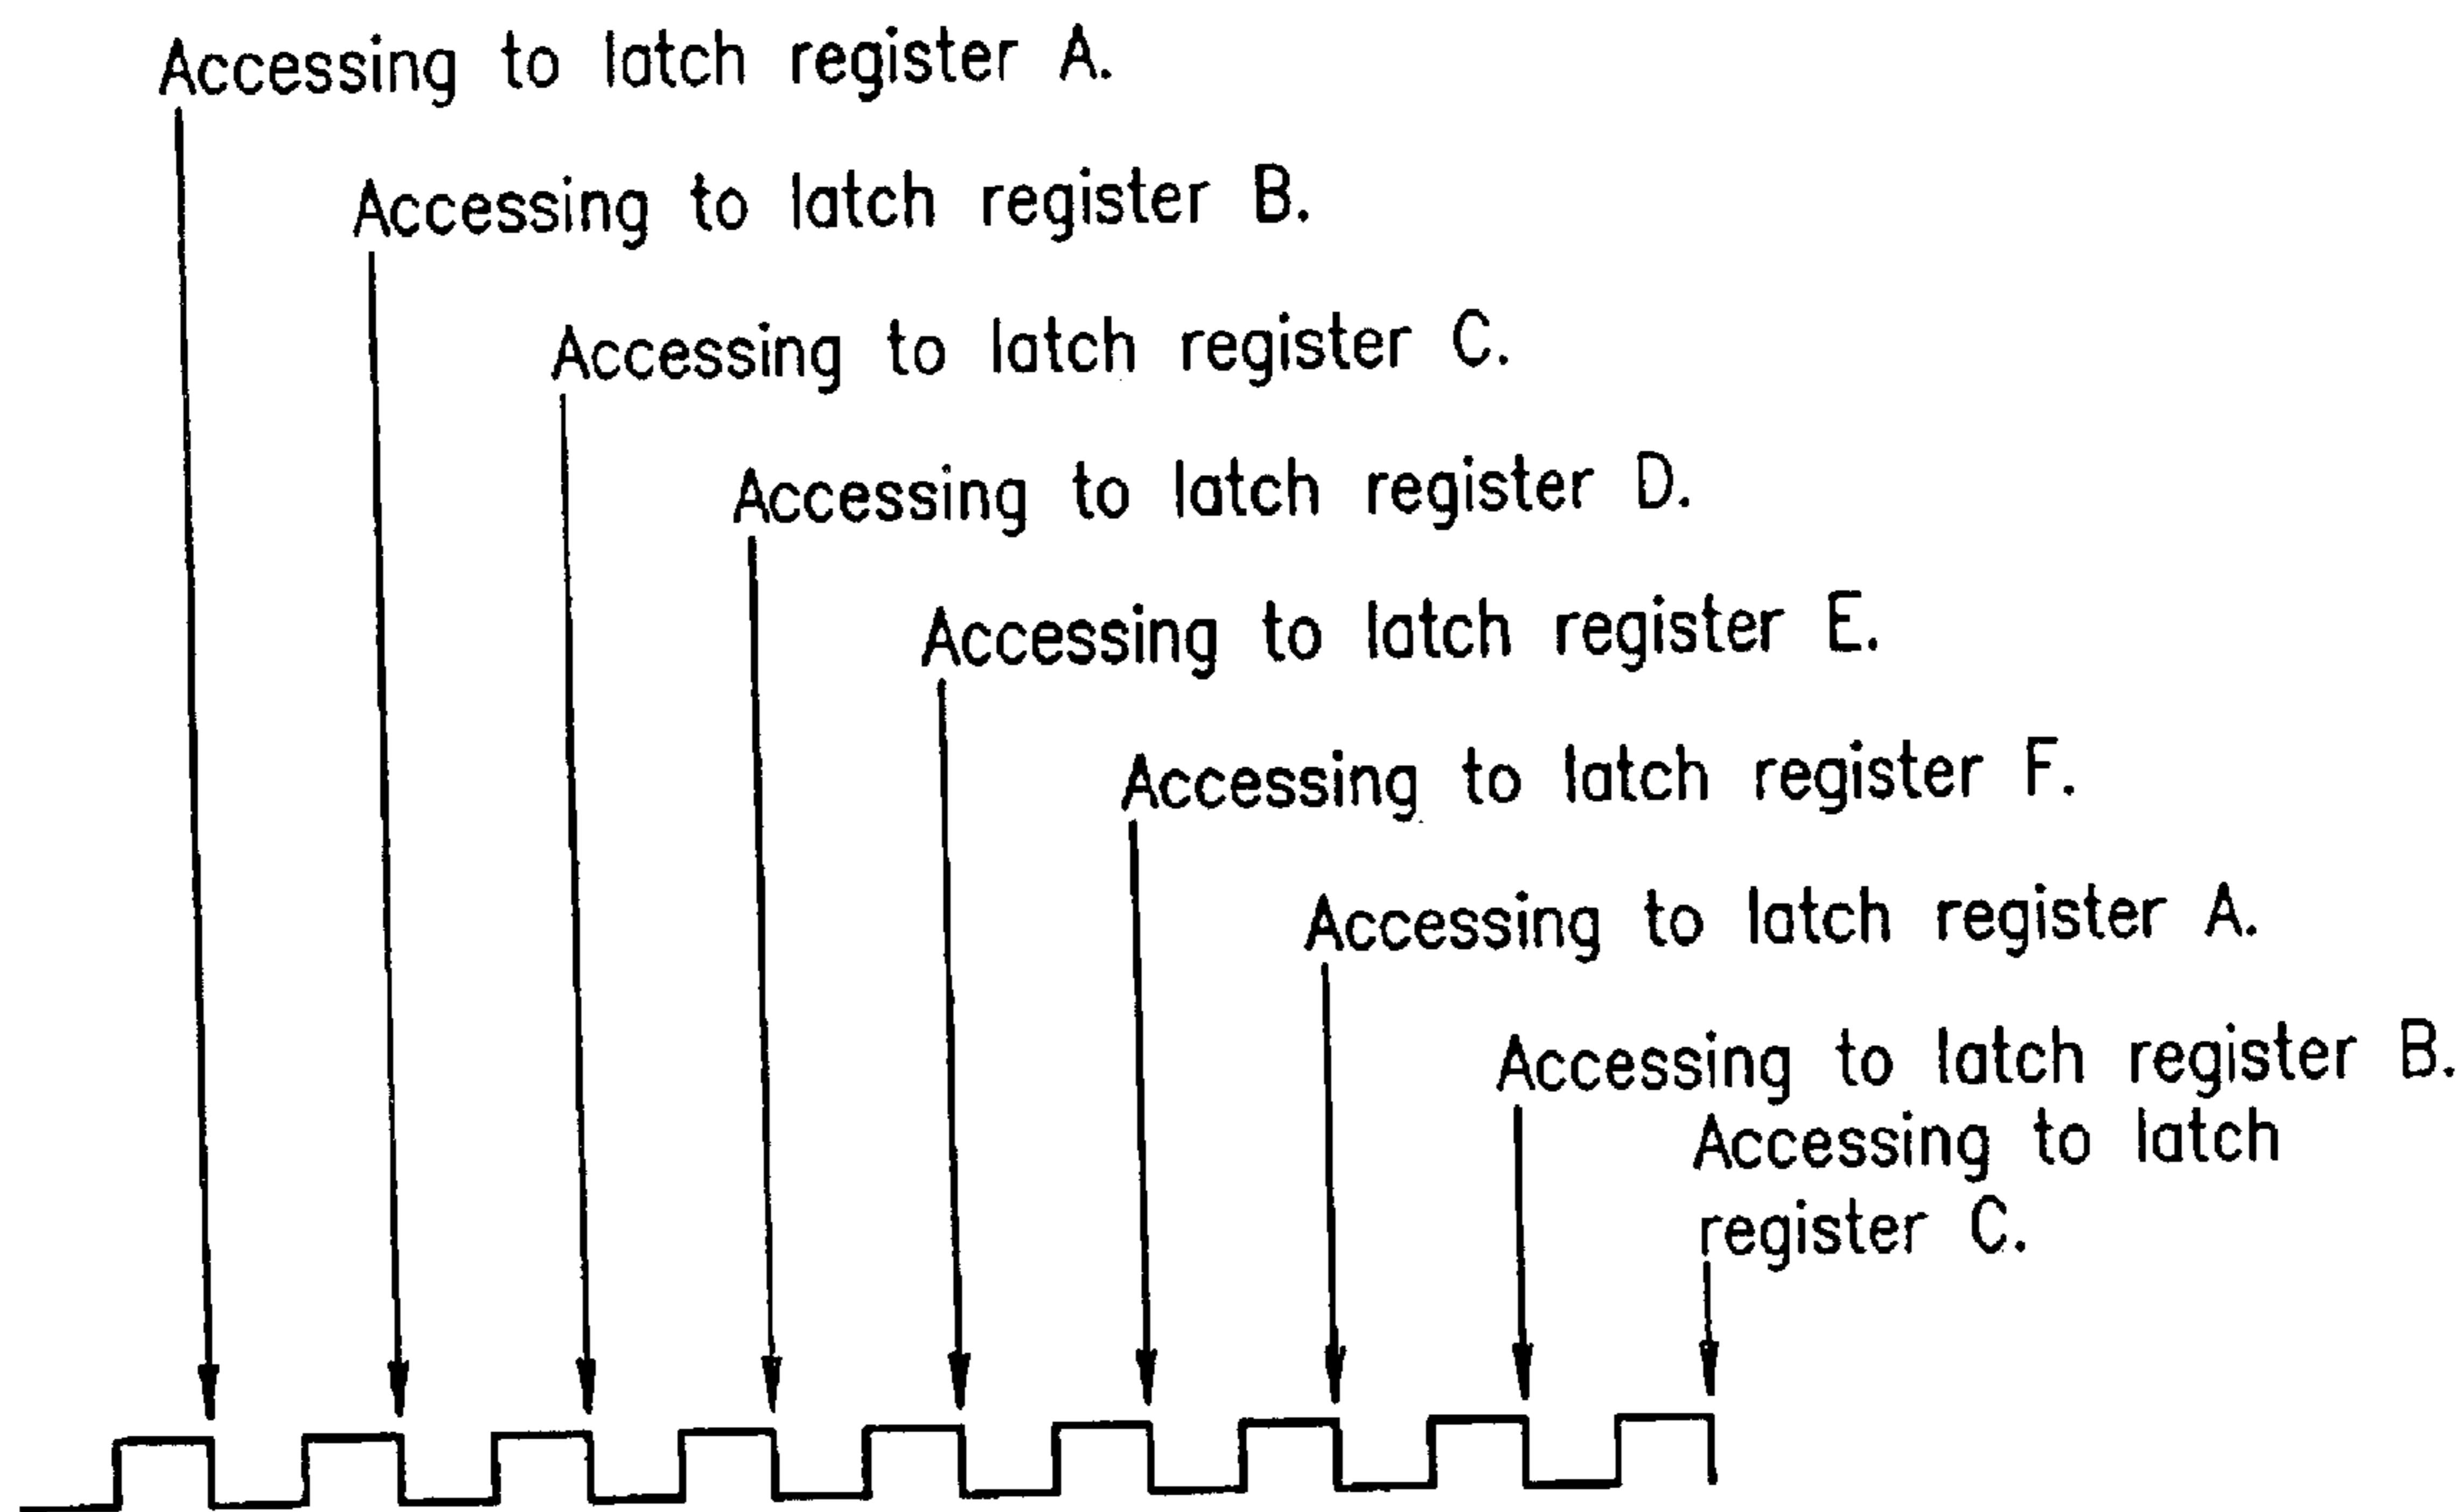 Accessing to latch register A.
Accessing to latch register B.
Accessing to latch register C.
Accessing to latch register D.
Accessing to latch register E.
Accessing to latch register F.
Accessing to latch register A.
Accessing to latch register B.
Accessing to latch
register C.